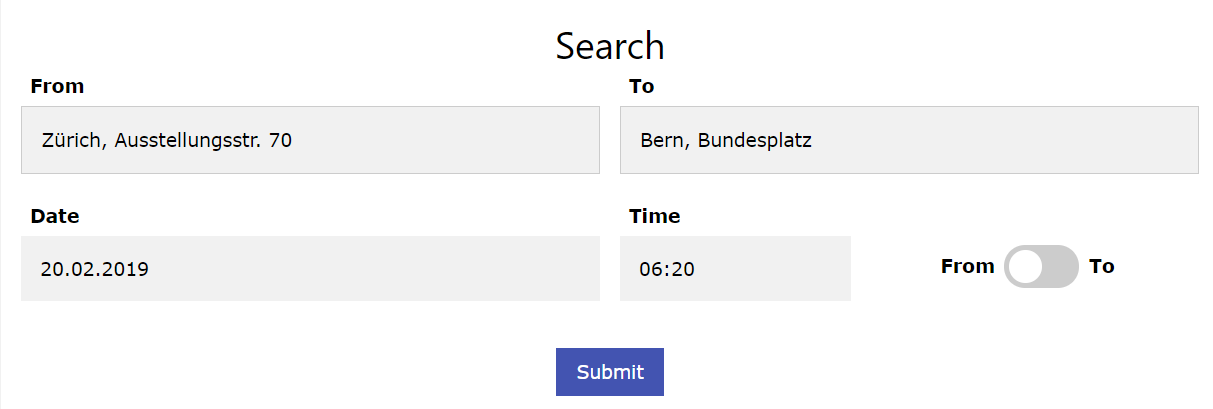 Search
From
To
Zürich, Ausstellungsstr. 70
Bern, Bundesplatz
Date
Time
20.02.2019
06:20
From
To
Submit